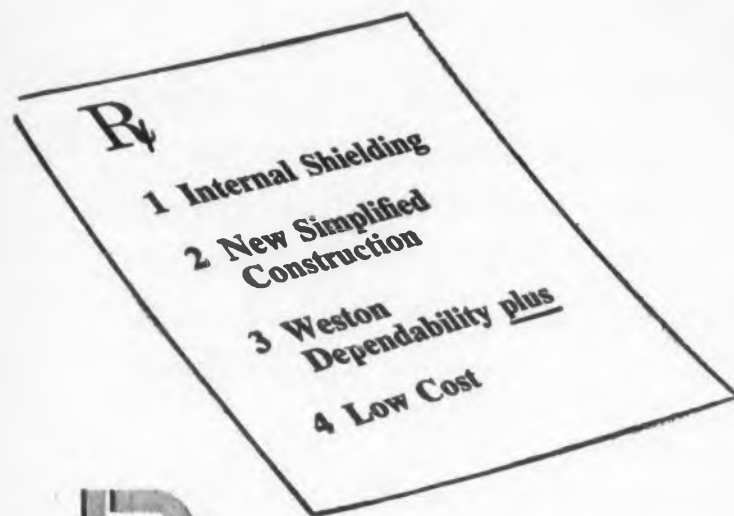 ℞
1 Internal Shielding
2 New Simplified
Construction
3 Weston
Dependability plus
4 Low Cost